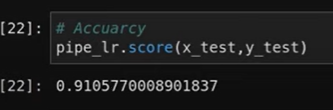 [22]: # Accuarcy
pipe_lr.score(x_test,y_test)
[22]: 0.9105770008901837